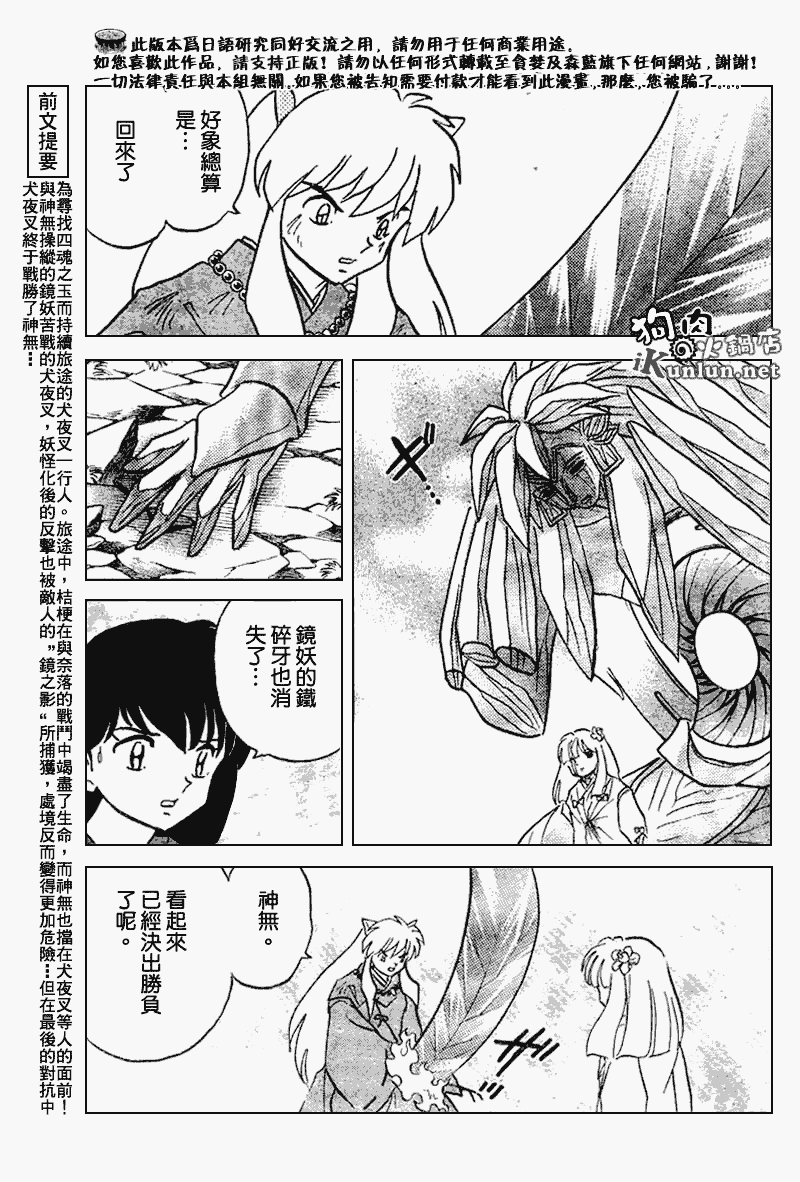 此版本爲日語研究同好交流之用，請勿用于任何商業用途。
如您喜歡此作品，請支持正版！請勿以任何形式轉載至貪婪及森藍旗下任何網站，謝謝！
一切法律責任與本組無關。如果您被告知需要付款才能看到此漫畫，那麼，您被騙了。。。
前文提要
為尋找四魂之玉而持續旅途的犬夜叉一行人。旅途中，桔梗在與奈落的戰鬥中竭盡了生命，而神無也擋在犬夜叉等人的面前！
與神無操縱的鏡妖苦戰的犬夜叉，妖怪化後的反擊也被敵人的”鏡之影“所捕獲，處境反而變得更加危險…但在最後的對抗中
犬夜叉終于戰勝了神無…
好象總算
是…
回來了
狗肉
火鍋店
iKunlun.net
鏡妖的鐵
碎牙也消
失了…
神無。
看起來
已經決出勝負
了呢。